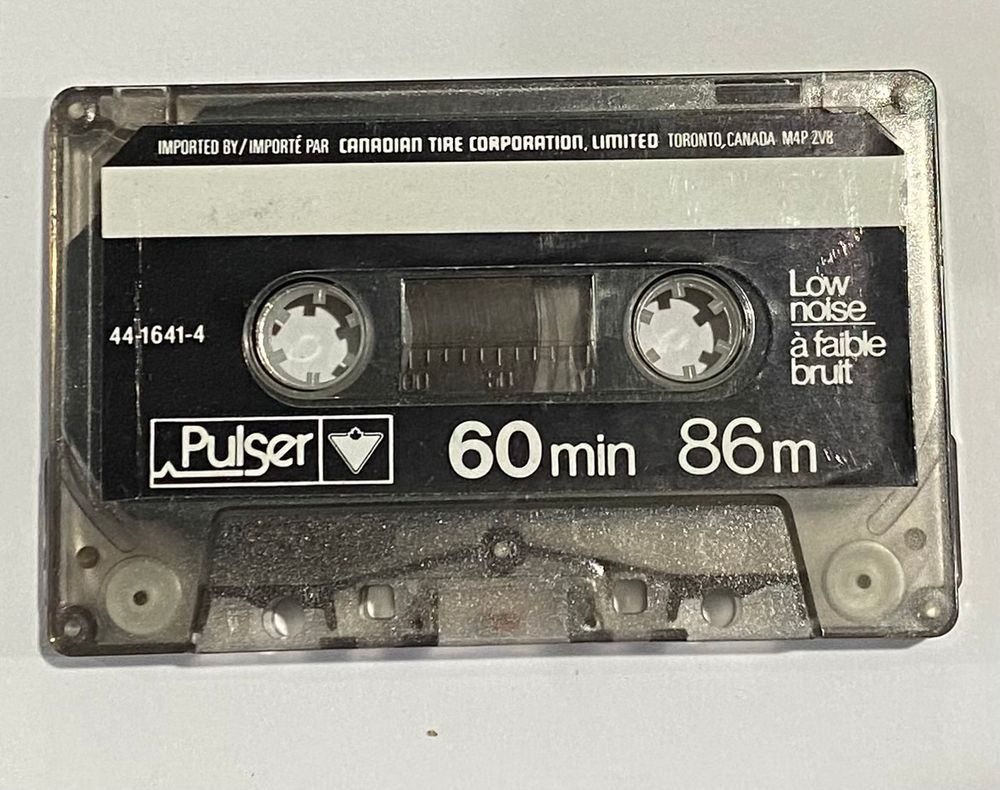 IMPORTED BY/IMPORTÉ PAR CANADIAN TIRE CORPORATION, LIMITED TORONTO, CANADA M4P 2V8
Low
noise
à faible
bruit
44-1641-4
Pulser
60 min 86 m